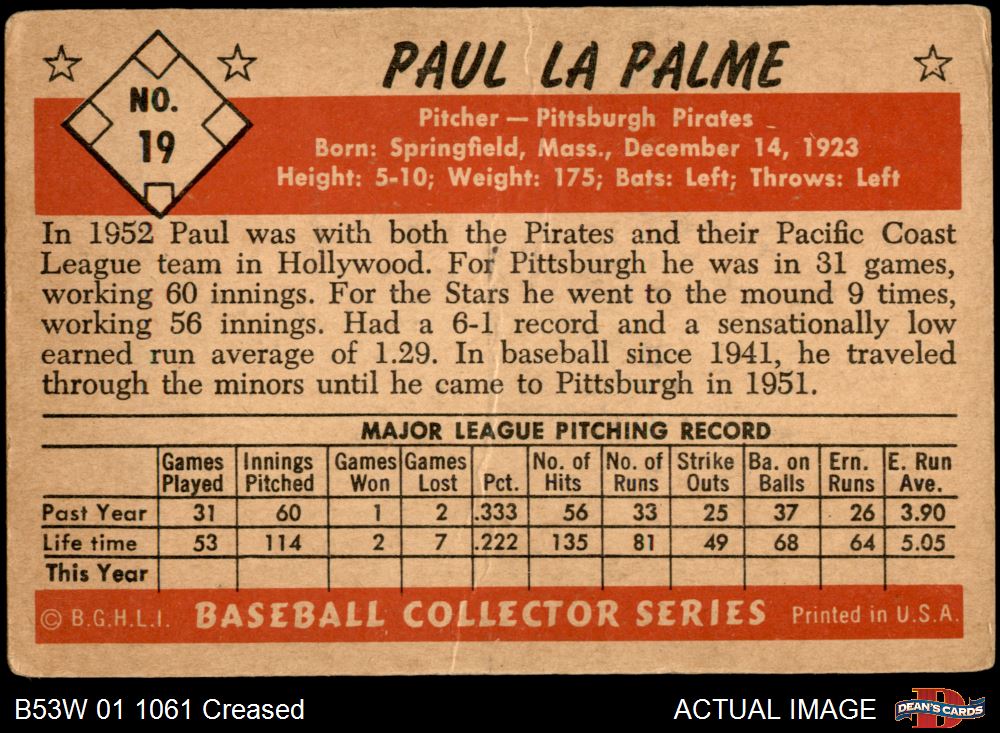 NO.
19
PAUL LA PALME
Pitcher — Pittsburgh Pirates
Born: Springfield, Mass., December 14, 1923
Height: 5-10; Weight: 175; Bats: Left; Throws: Left
In 1952 Paul was with both the Pirates and their Pacific Coast
League team in Hollywood. For Pittsburgh he was in 31 games,
working 60 innings. For the Stars he went to the mound 9 times,
working 56 innings. Had a 6-1 record and a sensationally low
earned run average of 1.29. In baseball since 1941, he traveled
through the minors until he came to Pittsburgh in 1951.
MAJOR LEAGUE PITCHING RECORD
Games Innings Games Games No. of No. of Strike Ba. on Ern. E. Run
Played Pitched Won Lost Pct. Hits Runs Outs Balls Runs Ave.
Past Year 31 60 1 2 .333 56 33 25 37 26 3.90
Life time 53 114 2 7 .222 135 81 49 68 64 5.05
This Year
© B.G.H.L.I. BASEBALL COLLECTOR SERIES Printed in U.S.A.
B53W 01 1061 Creased ACTUAL IMAGE DEAN'S CARDS